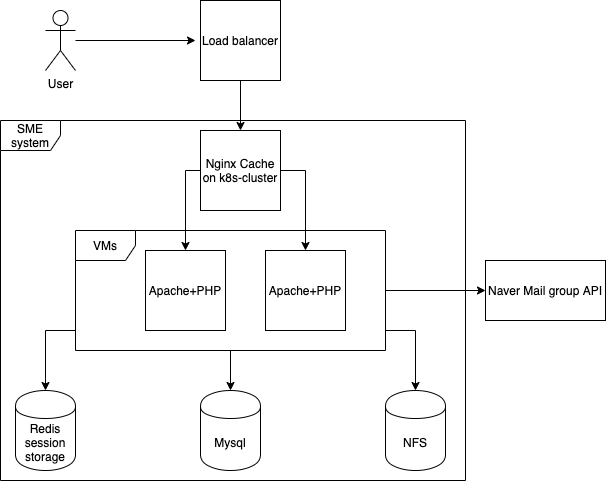 User
Load balancer
SME
system
Nginx Cache
on k8s-cluster
VMs
Apache+PHP
Apache+PHP
Naver Mail group API
Redis
session
storage
Mysql
NFS